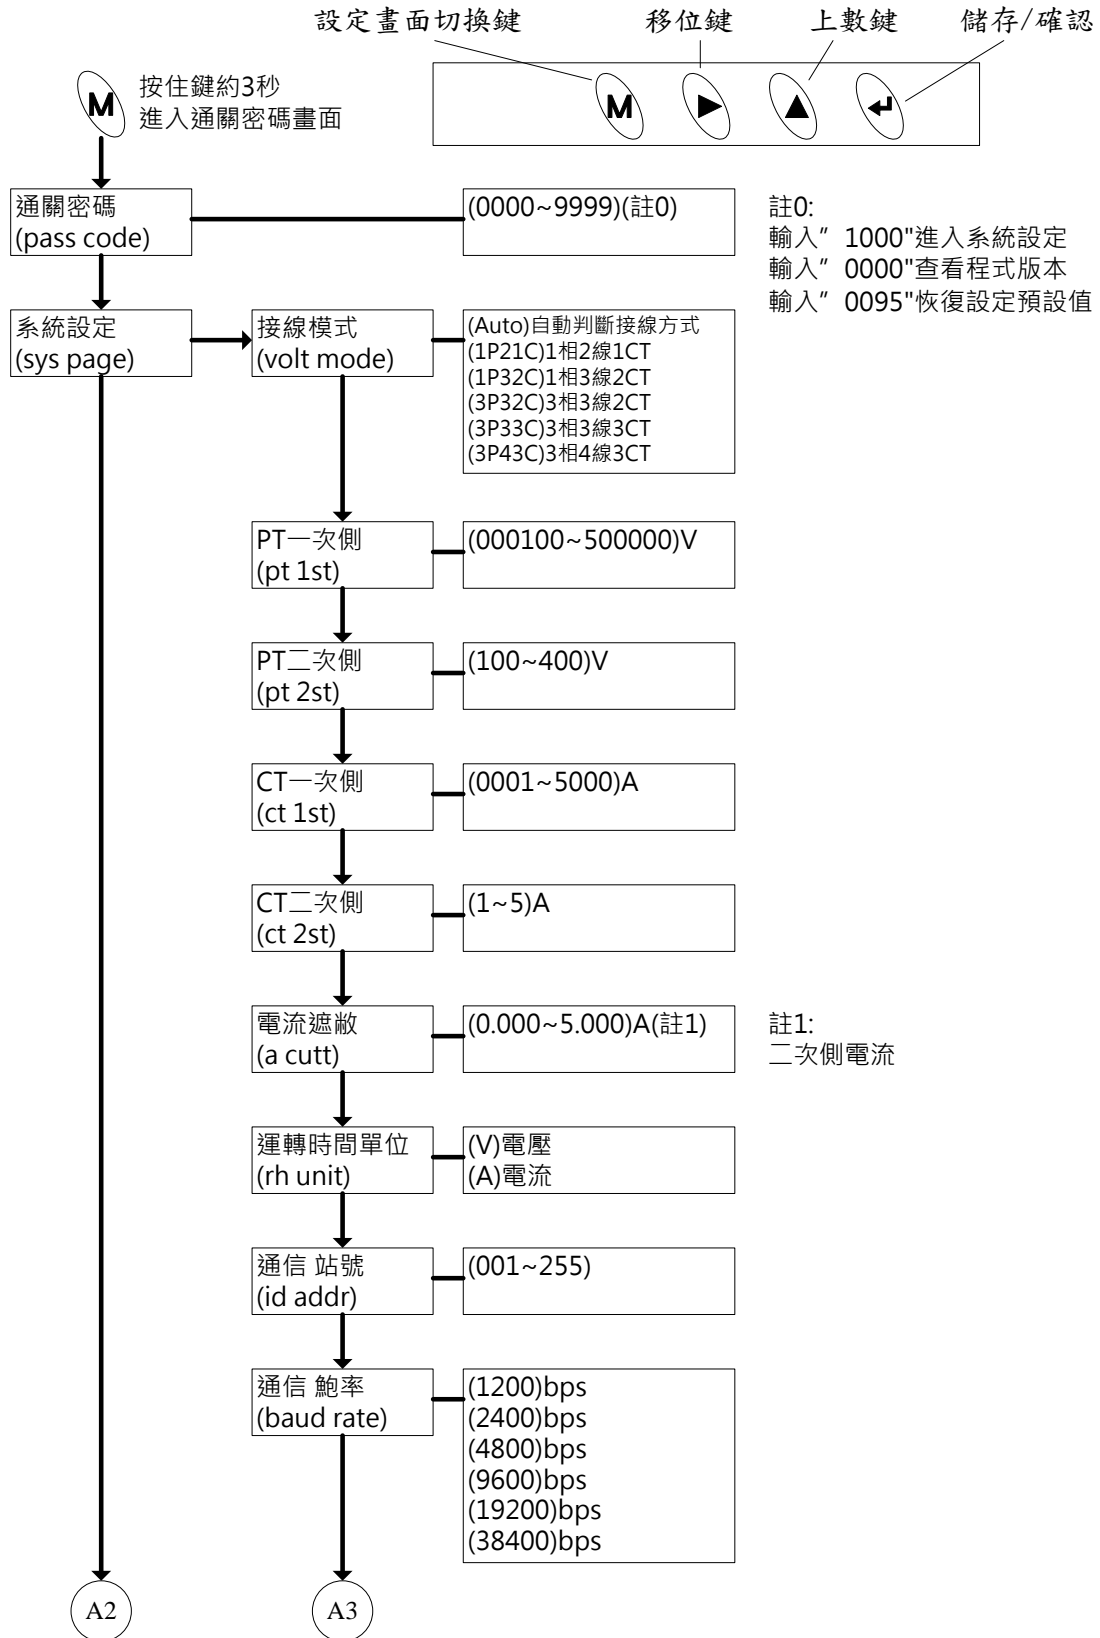 設定畫面切換鍵 移位鍵 上數鍵 儲存/確認
M
按住鍵約3秒
進入通關密碼畫面
M
通關密碼
(pass code)
(0000~9999)(註0)
註0:
輸入”1000"進入系統設定
輸入”0000"查看程式版本
輸入”0095"恢復設定預設值
系統設定
(sys page)
接線模式
(volt mode)
(Auto)自動判斷接線方式
(1P21C)1相2線1CT
(1P32C)1相3線2CT
(3P32C)3相3線2CT
(3P33C)3相3線3CT
(3P43C)3相4線3CT
PT一次側
(pt 1st)
(000100~500000)V
PT二次側
(pt 2st)
(100~400)V
CT一次側
(ct 1st)
(0001~5000)A
CT二次側
(ct 2st)
(1~5)A
電流遮敝
(a cutt)
(0.000~5.000)A(註1)
註1:
二次側電流
運轉時間單位
(rh unit)
(V)電壓
(A)電流
通信 站號
(id addr)
(001~255)
通信 鮑率
(baud rate)
(1200)bps
(2400)bps
(4800)bps
(9600)bps
(19200)bps
(38400)bps
A2
A3